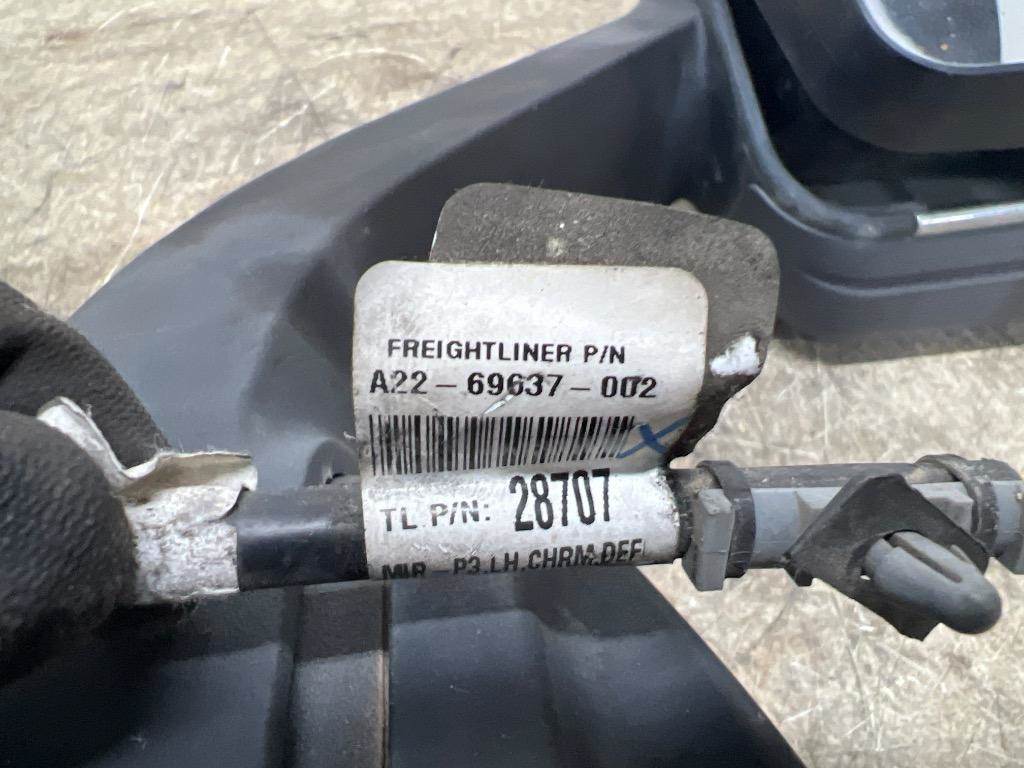 FREIGHTLINER P/N
A22-69637-002
TL P/N: 28707
MIR P3,LH,CHRM,DEF